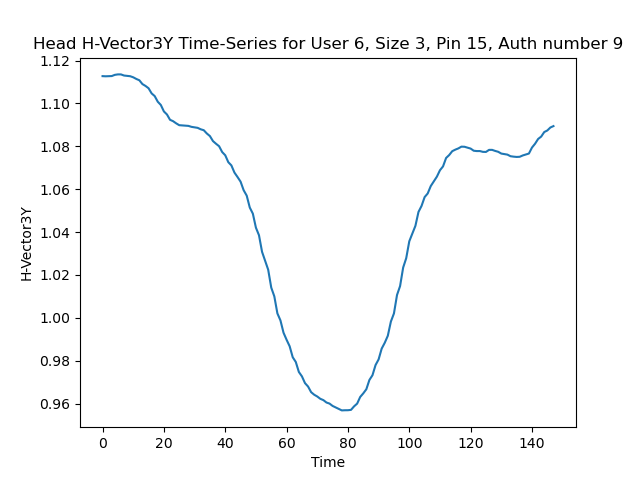 Head H-Vector3Y Time-Series for User 6, Size 3, Pin 15, Auth number 9
H-Vector3Y
1.12
1.10
1.08
1.06
1.04
1.02
1.00
0.98
0.96
0 20 40 60 80 100 120 140
Time